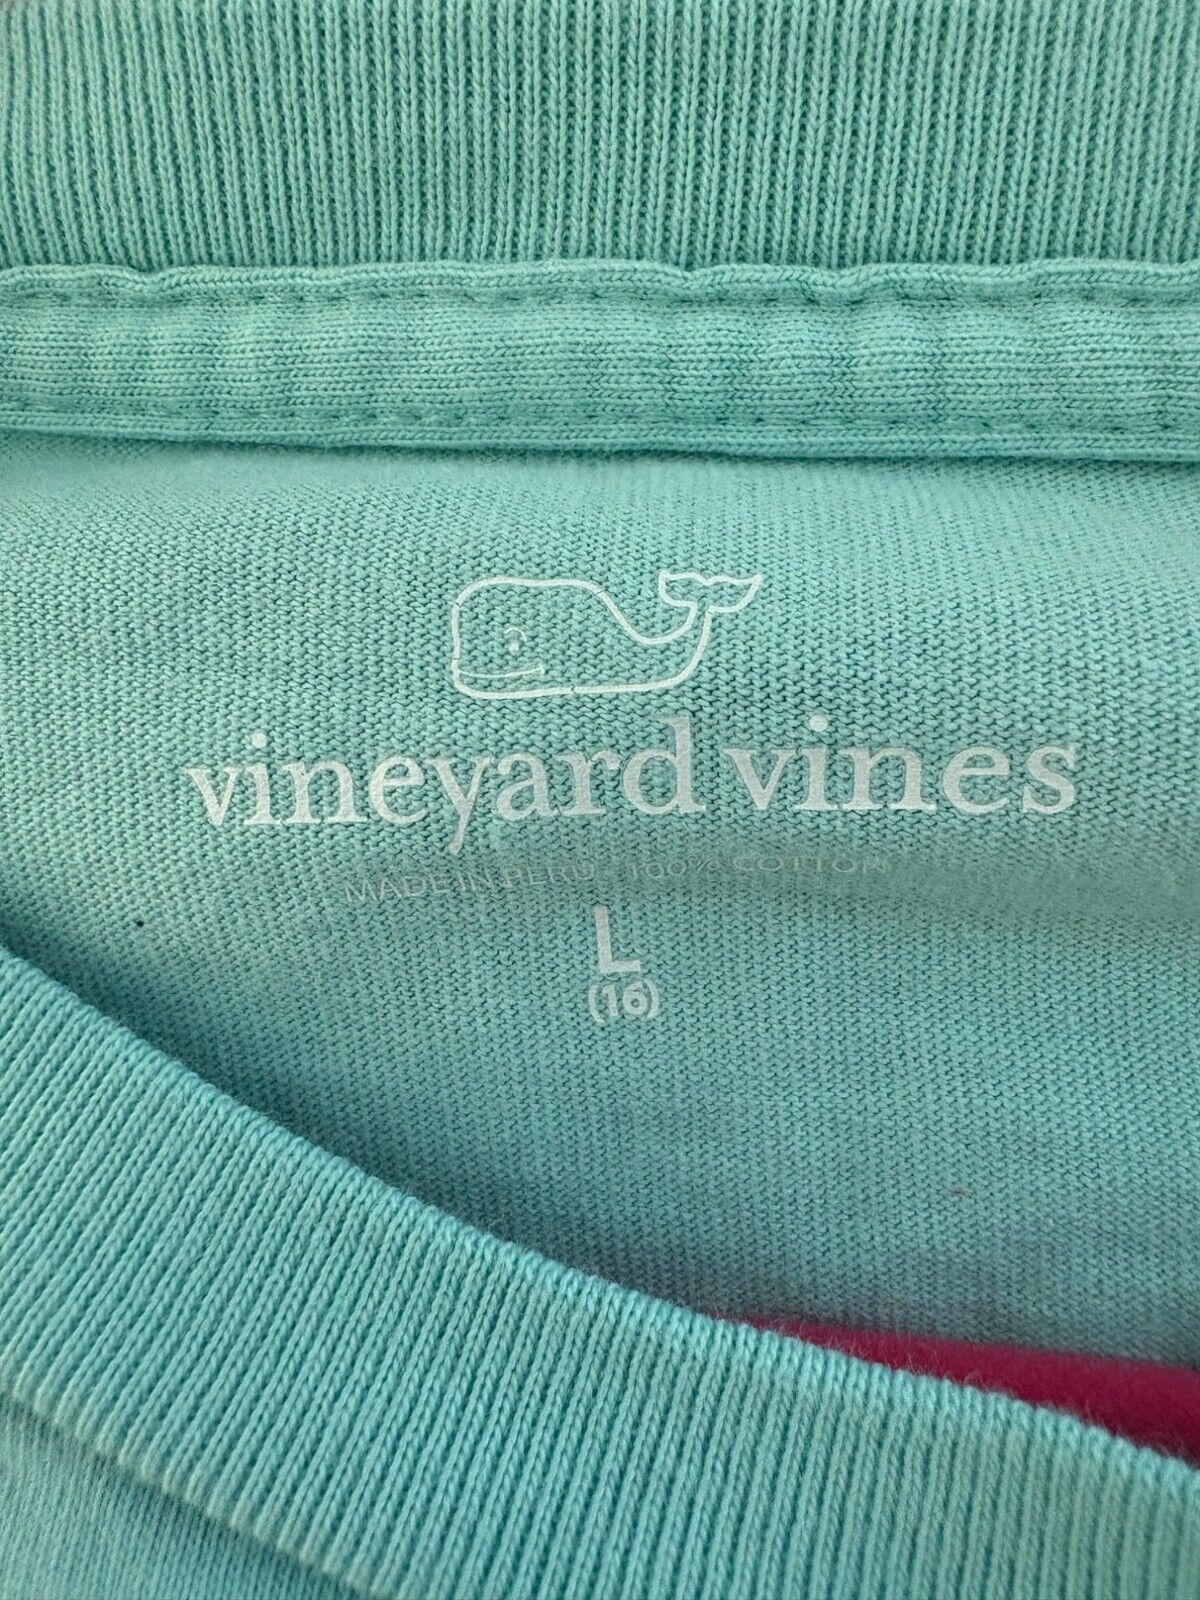 vineyard vines
MADE IN PERU 100% COTTON
L
(16)